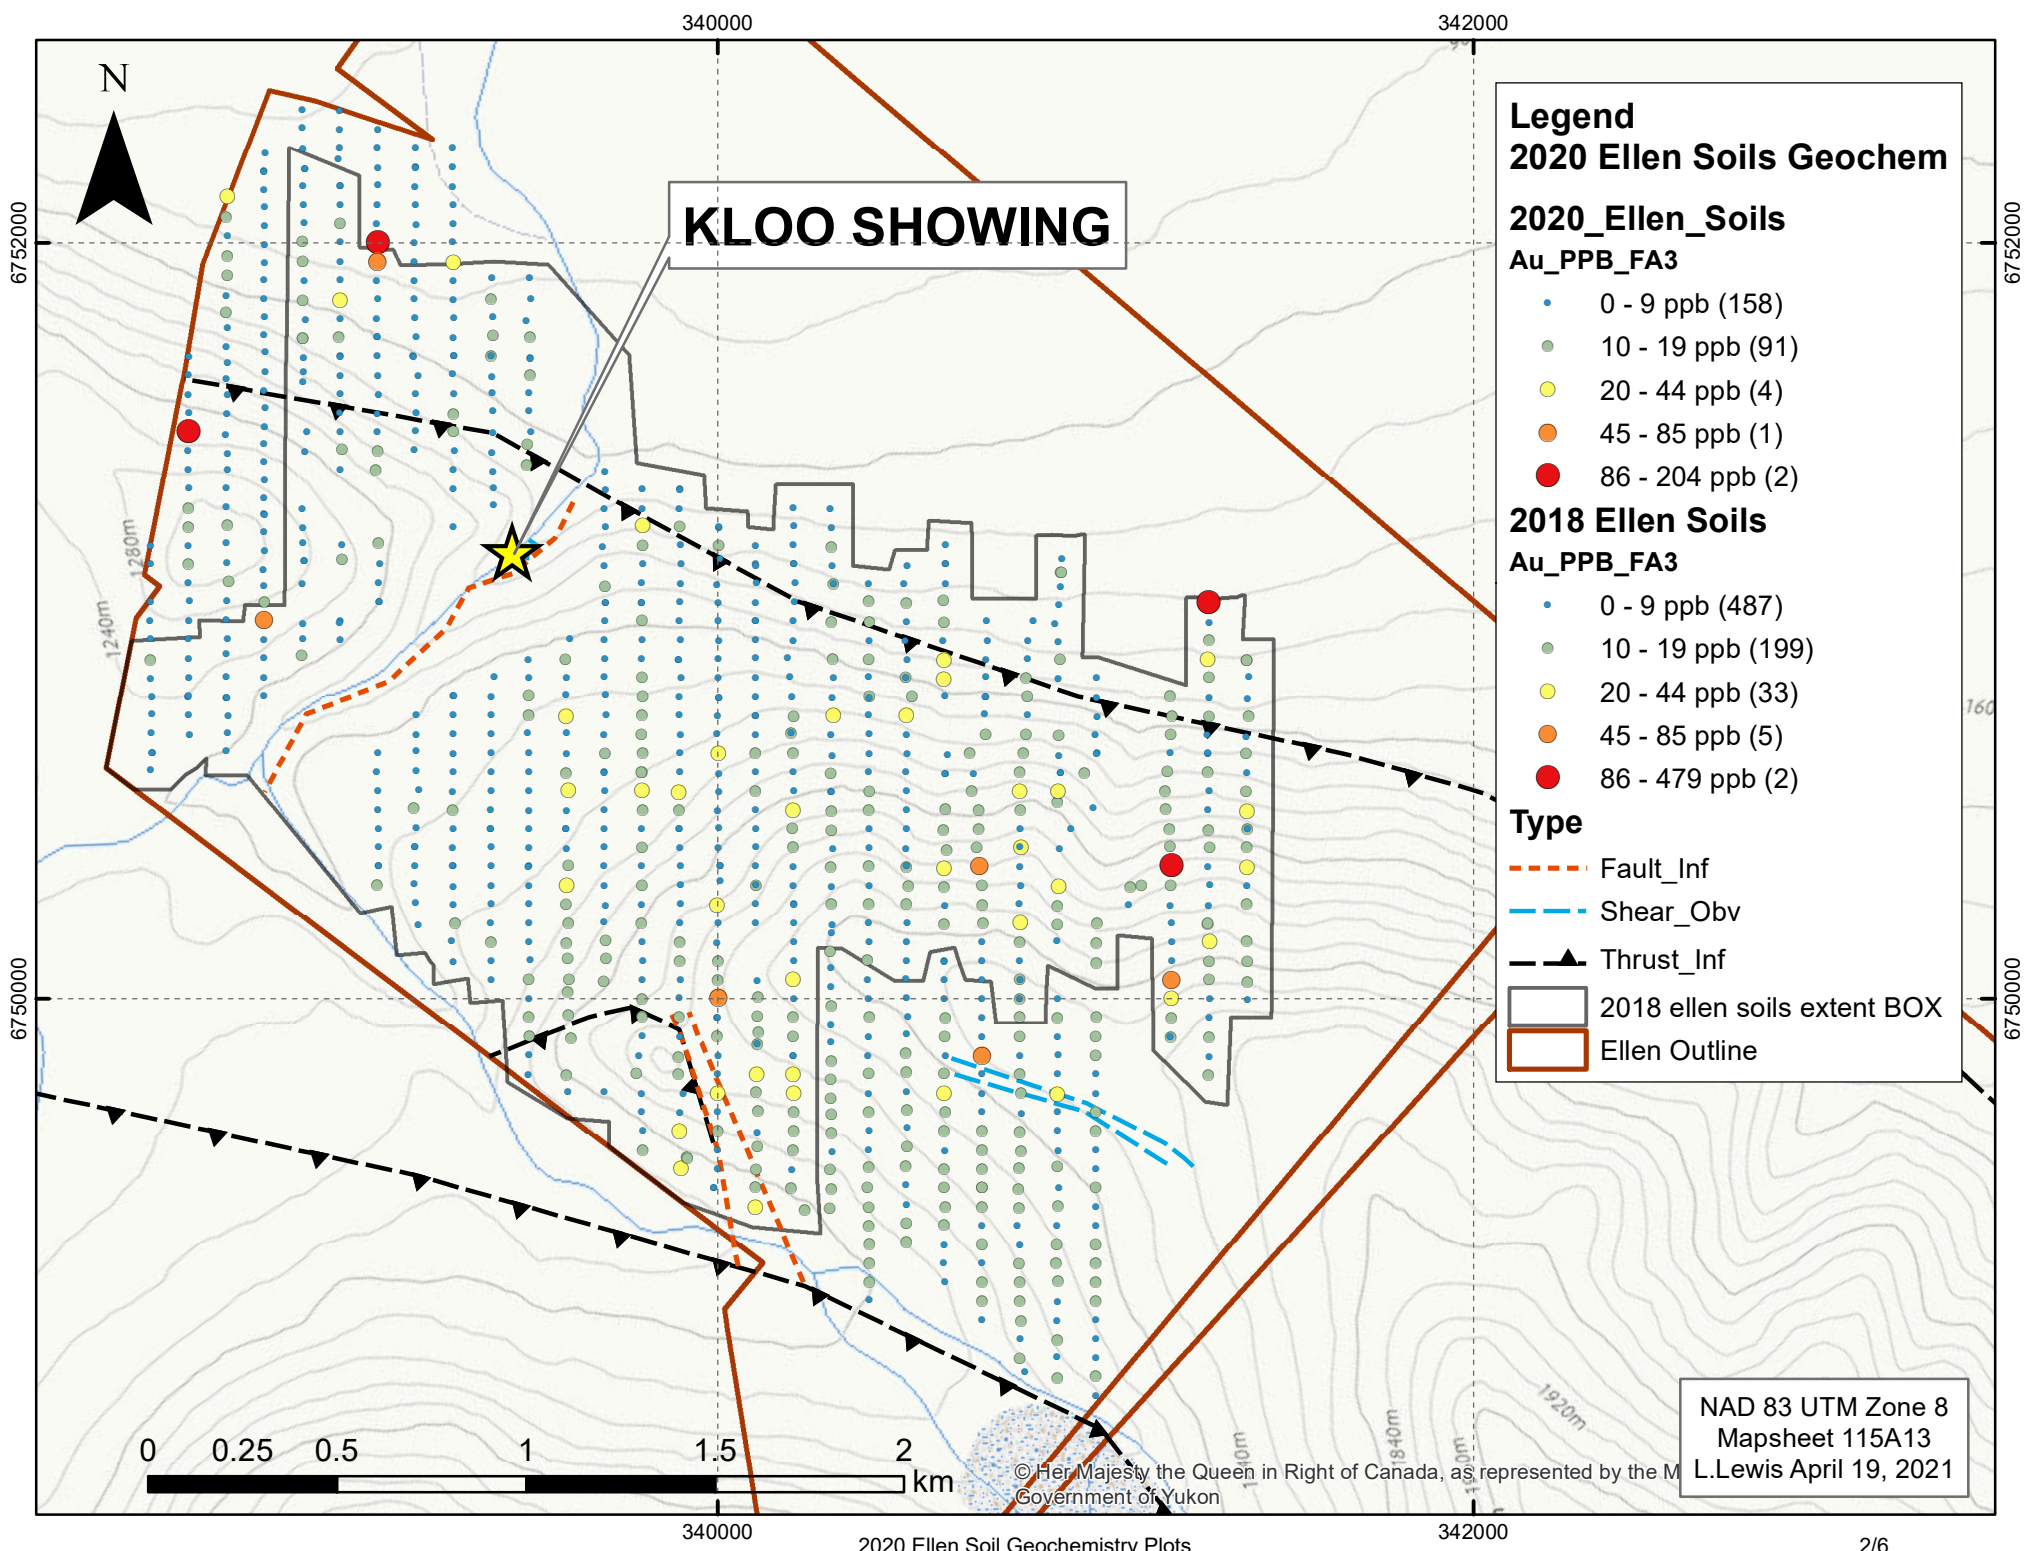 340000
342000
N
Legend
2020 Ellen Soils Geochem
2020_Ellen_Soils
Au_PPB_FA3
0 - 9 ppb (158)
10 - 19 ppb (91)
20 - 44 ppb (4)
45 - 85 ppb (1)
86 - 204 ppb (2)
2018 Ellen Soils
Au_PPB_FA3
0 - 9 ppb (487)
10 - 19 ppb (199)
20 - 44 ppb (33)
45 - 85 ppb (5)
86 - 479 ppb (2)
Type
Fault_Inf
Shear_Obv
Thrust_Inf
2018 ellen soils extent BOX
Ellen Outline
KLOO SHOWING
6752000
6752000
1280m
1240m
160
6750000
6750000
1920m
1840m
0 0.25 0.5 1 1.5 2
km
© Her Majesty the Queen in Right of Canada, as represented by the M
Government of Yukon
NAD 83 UTM Zone 8
Mapsheet 115A13
L.Lewis April 19, 2021
340000
342000
2020 Ellen Soil Geochemistry Plots
2/6